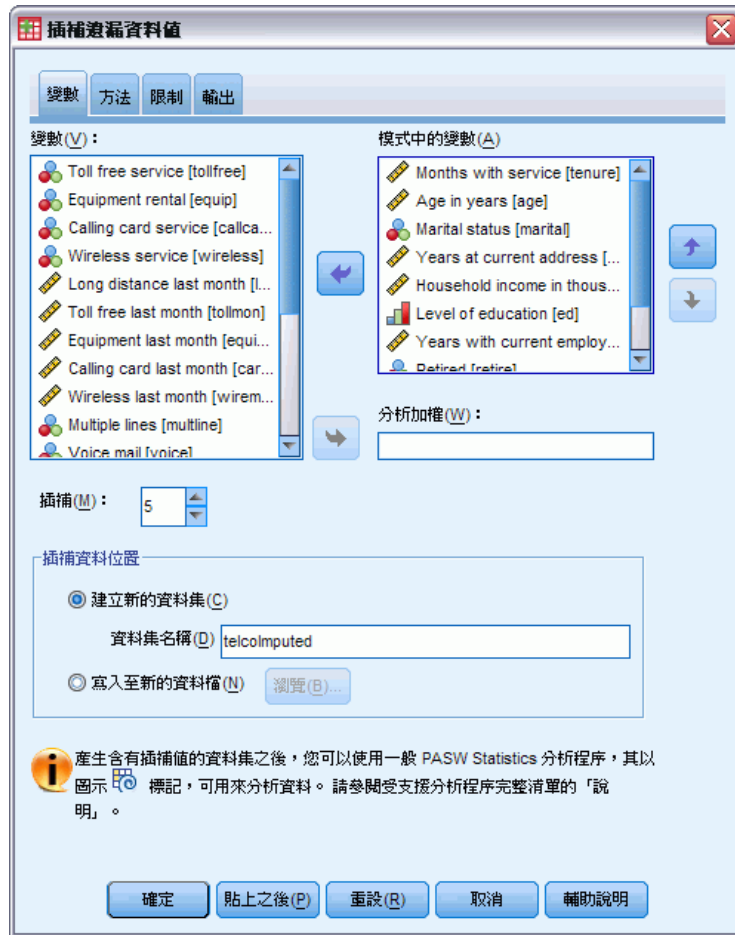 插補遺漏資料值
變數 方法 限制 輸出
變數(V)：
Toll free service [tollfree]
Equipment rental [equip]
Calling card service [callca...
Wireless service [wireless]
Long distance last month [l...
Toll free last month [tollmon]
Equipment last month [equi...
Calling card last month [car...
Wireless last month [wirem...
Multiple lines [multline]
Voice mail [voice]
模式中的變數(A)
Months with service [tenure]
Age in years [age]
Marital status [marital]
Years at current address [...
Household income in thous...
Level of education [ed]
Years with current employ...
Retired [retire]
分析加權(W)：
插補(M)： 5
插補資料位置
建立新的資料集(C)
資料集名稱(D) telcoImputed
寫入至新的資料檔(N) 瀏覽(B)...
產生含有插補值的資料集之後，您可以使用一般 PASW Statistics 分析程序，其以
圖示 標記，可用來分析資料。 請參閱受支援分析程序完整清單的「說
明」。
確定 貼上之後(P) 重設(R) 取消 輔助說明